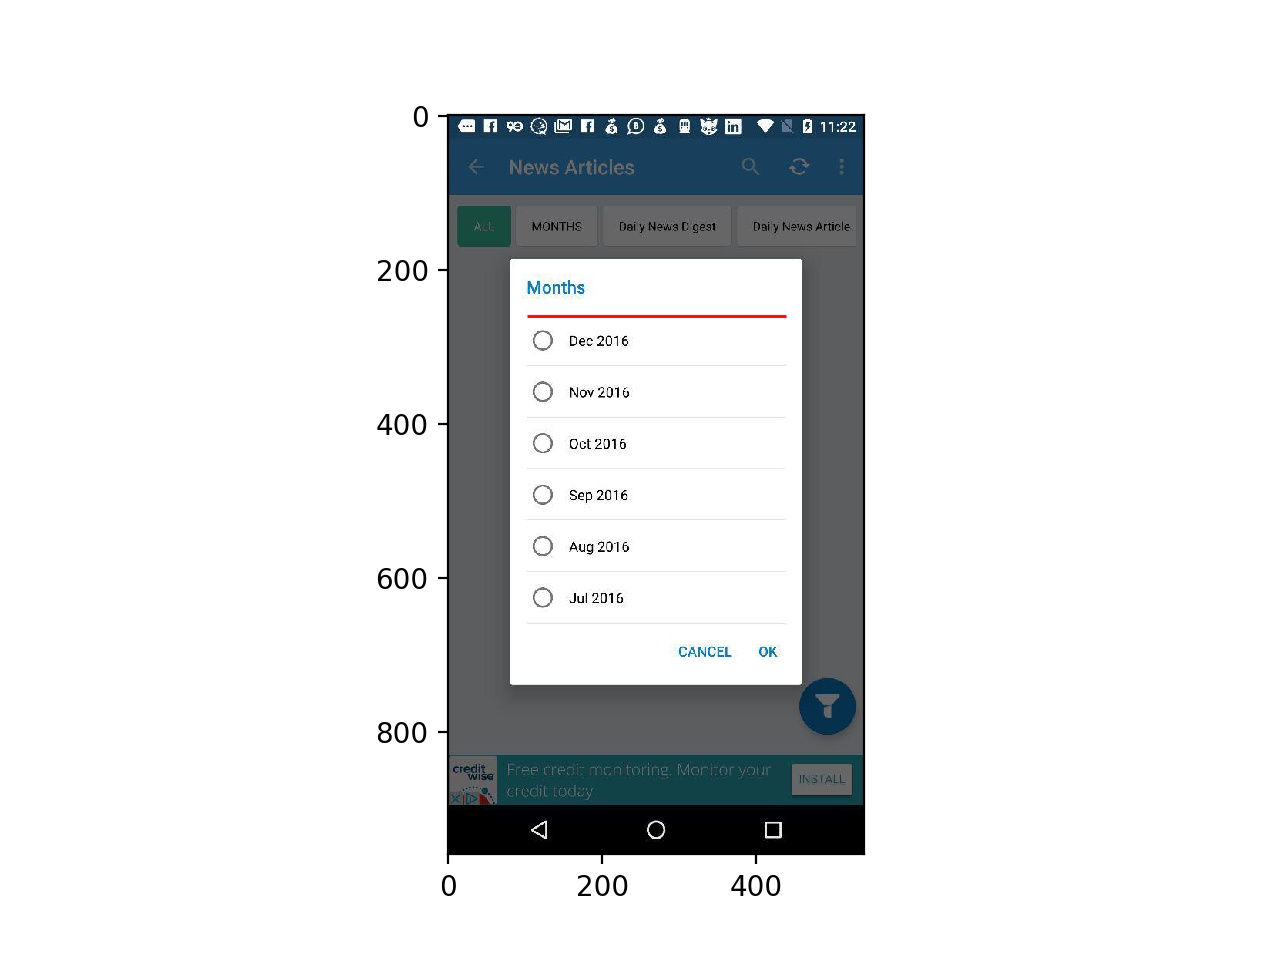 0
11:22
News Articles
ALL
MONTHS
Daily News Digest
Daily News Article
200
Months
Dec 2016
Nov 2016
400
Oct 2016
Sep 2016
Aug 2016
600
Jul 2016
CANCEL
OK
800
credit
wise
Free credit monitoring. Monitor your
credit today
INSTALL
0
200
400